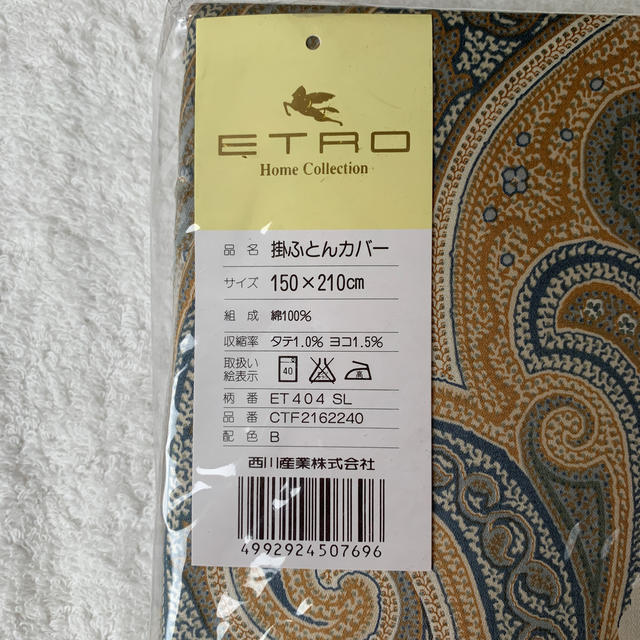 ETRO
Home Collection
品 名 掛ふとんカバー
サイズ 150×210cm
組 成 綿100%
収縮率 タテ1.0% ヨコ1.5%
取扱い
絵表示 40 高
柄 番 ET404 SL
品 番 CTF2162240
配 色 B
西川産業株式会社
4992924507696